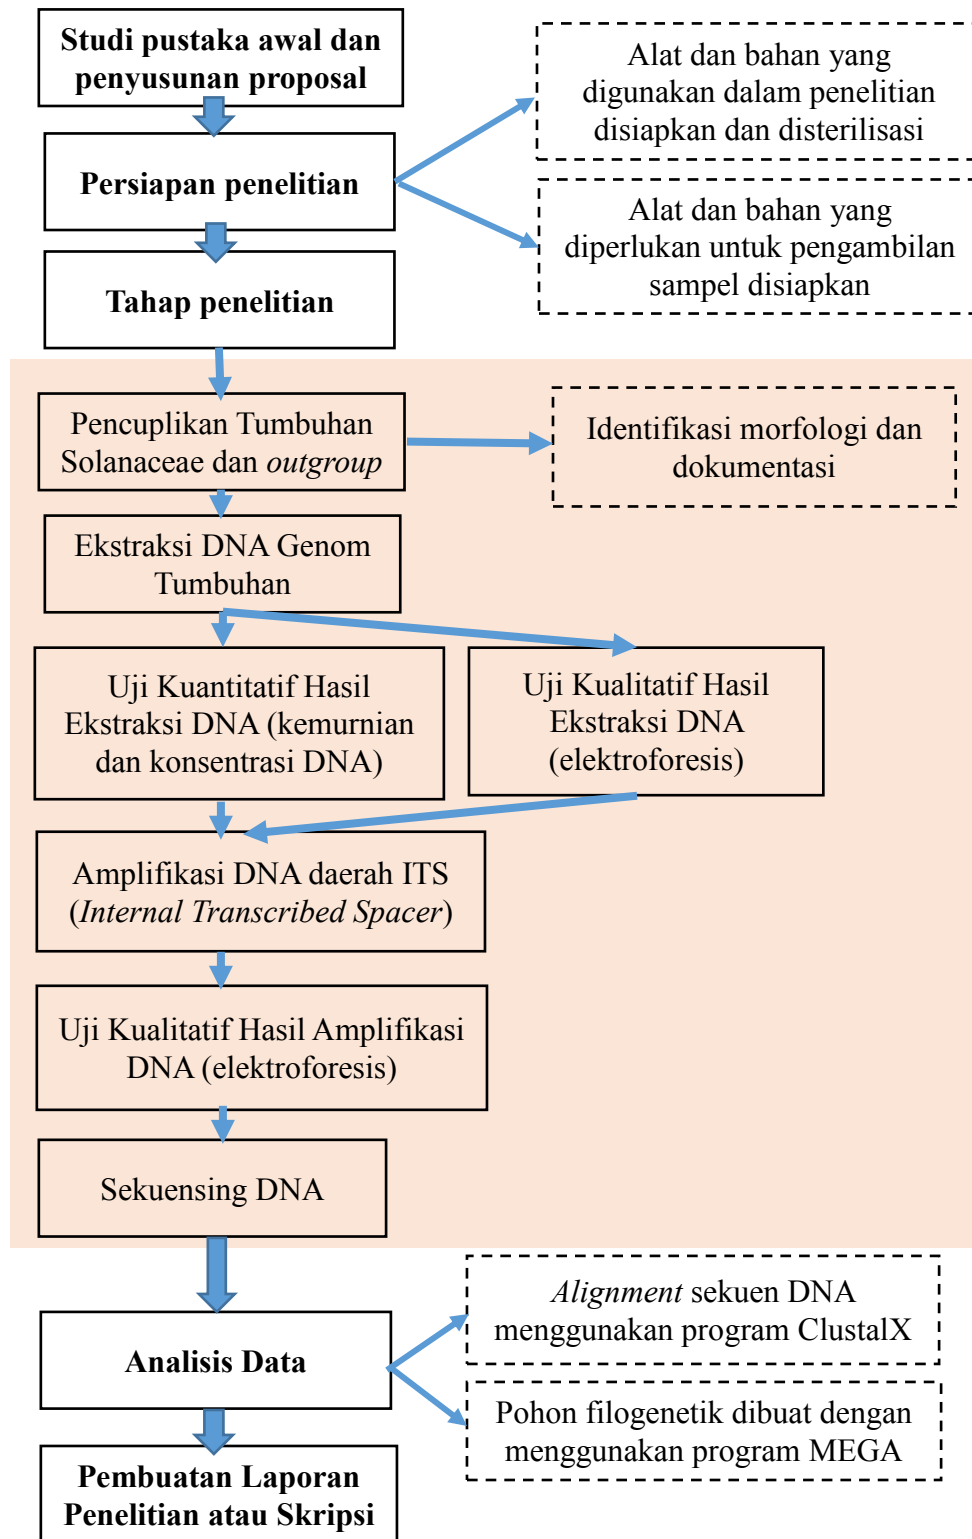 Studi pustaka awal dan
penyusunan proposal
Alat dan bahan yang
digunakan dalam penelitian
disiapkan dan disterilisasi
Persiapan penelitian
Alat dan bahan yang
diperlukan untuk pengambilan
sampel disiapkan
Tahap penelitian
Pencuplikan Tumbuhan
Solanaceae dan outgroup
Identifikasi morfologi dan
dokumentasi
Ekstraksi DNA Genom
Tumbuhan
Uji Kuantitatif Hasil
Ekstraksi DNA (kemurnian
dan konsentrasi DNA)
Uji Kualitatif Hasil
Ekstraksi DNA
(elektroforesis)
Amplifikasi DNA daerah ITS
(Internal Transcribed Spacer)
Uji Kualitatif Hasil Amplifikasi
DNA (elektroforesis)
Sekuensing DNA
Alignment sekuen DNA
menggunakan program ClustalX
Analisis Data
Pohon filogenetik dibuat dengan
menggunakan program MEGA
Pembuatan Laporan
Penelitian atau Skripsi